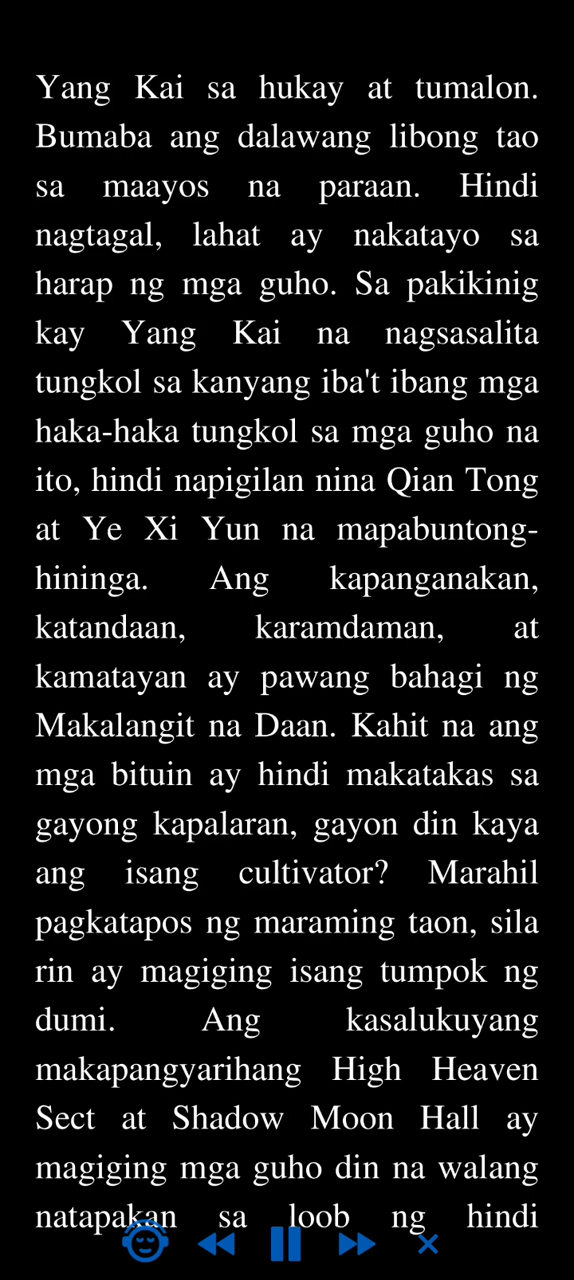 Yang Kai sa hukay at tumalon.
Bumaba ang dalawang libong tao
sa maayos na paraan. Hindi
nagtagal, lahat ay nakatayo sa
harap ng mga guho. Sa pakikinig
kay Yang Kai na nagsasalita
tungkol sa kanyang iba't ibang mga
haka-haka tungkol sa mga guho na
ito, hindi napigilan nina Qian Tong
at Ye Xi Yun na mapabuntong-
hininga. Ang kapanganakan,
katandaan, karamdaman, at
kamatayan ay pawang bahagi ng
Makalangit na Daan. Kahit na ang
mga bituin ay hindi makatakas sa
gayong kapalaran, gayon din kaya
ang isang cultivator? Marahil
pagkatapos ng maraming taon, sila
rin ay magiging isang tumpok ng
dumi. Ang kasalukuyang
makapangyarihang High Heaven
Sect at Shadow Moon Hall ay
magiging mga guho din na walang
natapakan sa loob ng hindi